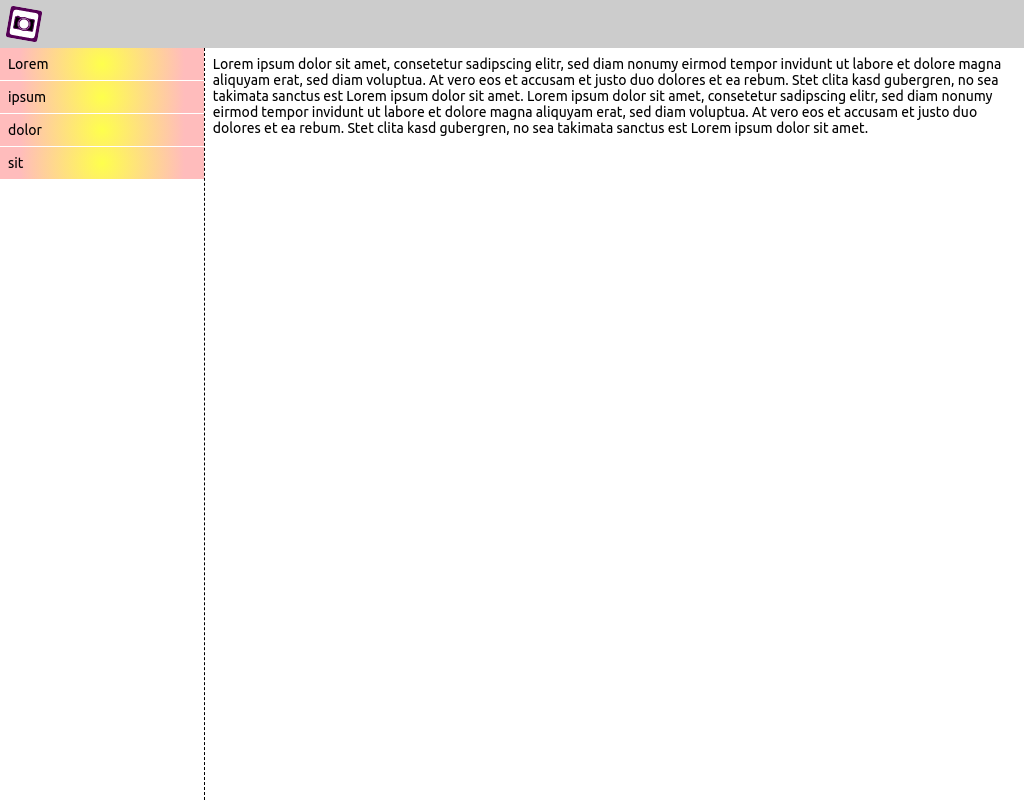 Lorem
ipsum
dolor
sit
Lorem ipsum dolor sit amet, consetetur sadipscing elitr, sed diam nonumy eirmod tempor invidunt ut labore et dolore magna
aliquyam erat, sed diam voluptua. At vero eos et accusam et justo duo dolores et ea rebum. Stet clita kasd gubergren, no sea
takimata sanctus est Lorem ipsum dolor sit amet. Lorem ipsum dolor sit amet, consetetur sadipscing elitr, sed diam nonumy
eirmod tempor invidunt ut labore et dolore magna aliquyam erat, sed diam voluptua. At vero eos et accusam et justo duo
dolores et ea rebum. Stet clita kasd gubergren, no sea takimata sanctus est Lorem ipsum dolor sit amet.